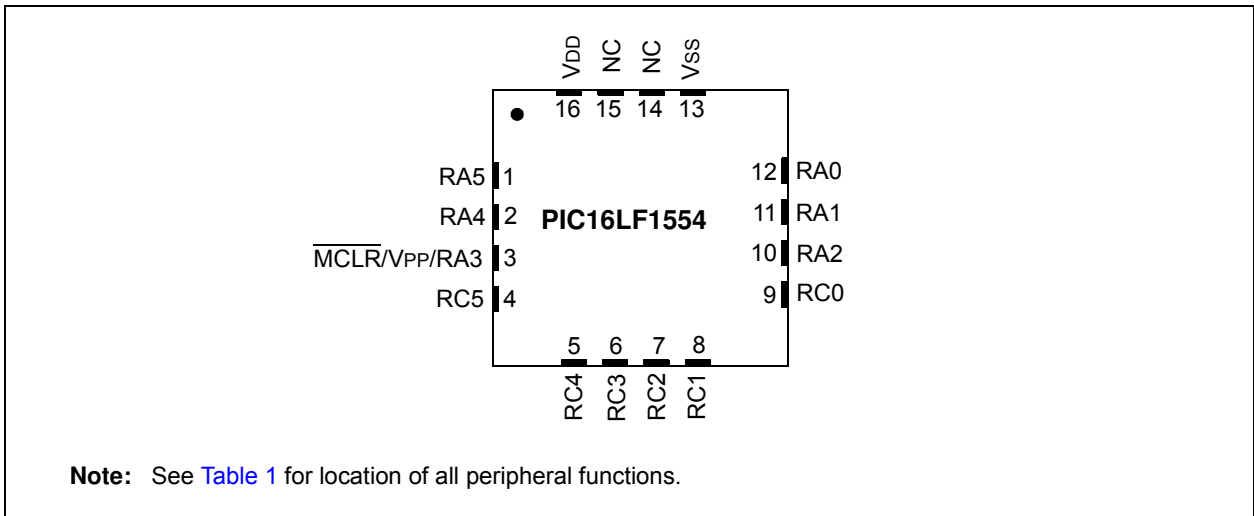 VDD NC NC VSS
16 15 14 13
RA5 1 12 RA0
RA4 2 PIC16LF1554 11 RA1
MCLR/VPP/RA3 3 10 RA2
RC5 4 9 RC0
5 6 7 8
RC4 RC3 RC2 RC1
Note: See Table 1 for location of all peripheral functions.